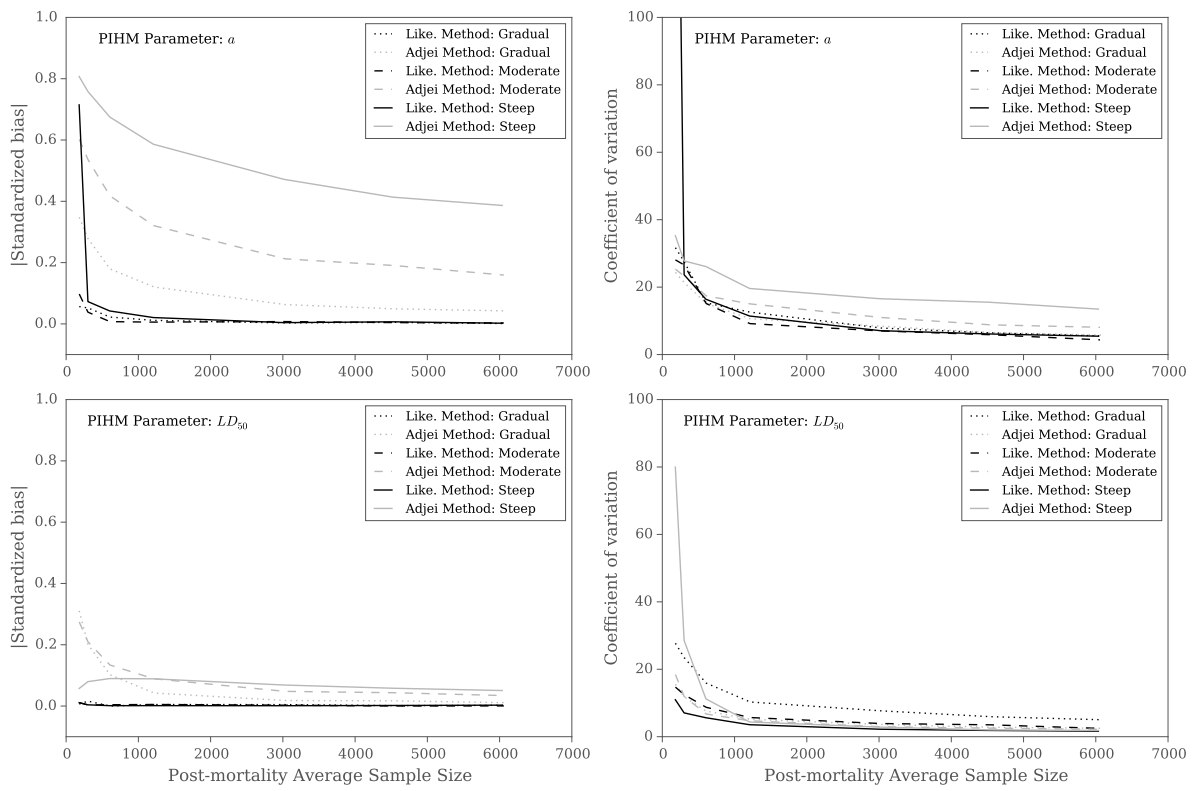 1.0
0.8
0.6
0.4
0.2
0.0
|Standardized bias|
PIHM Parameter: a
Like. Method: Gradual
Adjei Method: Gradual
Like. Method: Moderate
Adjei Method: Moderate
Like. Method: Steep
Adjei Method: Steep
0 1000 2000 3000 4000 5000 6000 7000
100
80
60
40
20
0
Coefficient of variation
PIHM Parameter: a
Like. Method: Gradual
Adjei Method: Gradual
Like. Method: Moderate
Adjei Method: Moderate
Like. Method: Steep
Adjei Method: Steep
0 1000 2000 3000 4000 5000 6000 7000
1.0
0.8
0.6
0.4
0.2
0.0
|Standardized bias|
PIHM Parameter: LD50
Like. Method: Gradual
Adjei Method: Gradual
Like. Method: Moderate
Adjei Method: Moderate
Like. Method: Steep
Adjei Method: Steep
0 1000 2000 3000 4000 5000 6000 7000
Post-mortality Average Sample Size
100
80
60
40
20
0
Coefficient of variation
PIHM Parameter: LD50
Like. Method: Gradual
Adjei Method: Gradual
Like. Method: Moderate
Adjei Method: Moderate
Like. Method: Steep
Adjei Method: Steep
0 1000 2000 3000 4000 5000 6000 7000
Post-mortality Average Sample Size